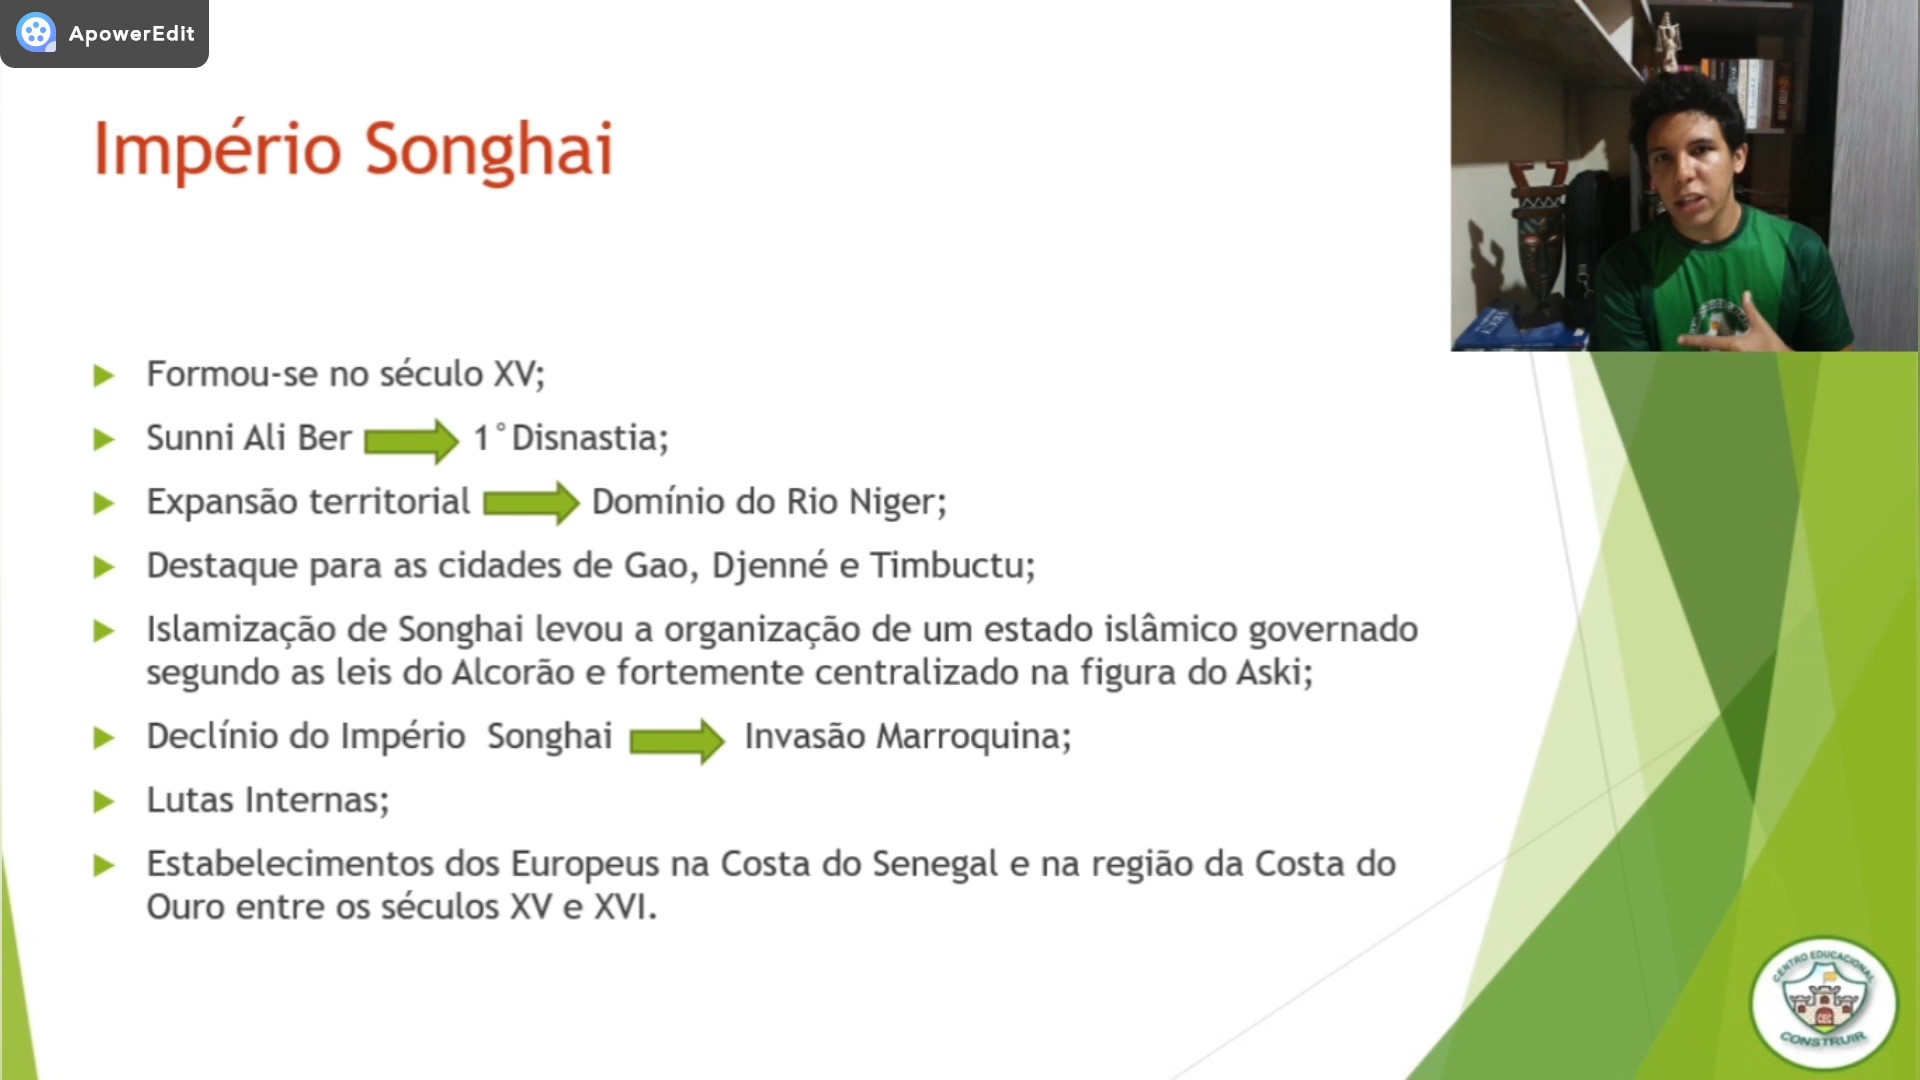 ApowerEdit
Império Songhai
Formou-se no século XV;
Sunni Ali Ber 1°Disnastia;
Expansão territorial Domínio do Rio Niger;
Destaque para as cidades de Gao, Djenné e Timbuctu;
Islamização de Songhai levou a organização de um estado islâmico governado
segundo as leis do Alcorão e fortemente centralizado na figura do Aski;
Declínio do Império Songhai Invasão Marroquina;
Lutas Internas;
Estabelecimentos dos Europeus na Costa do Senegal e na região da Costa do
Ouro entre os séculos XV e XVI.
CENTRO EDUCACIONAL
CEC
CONSTRUIR